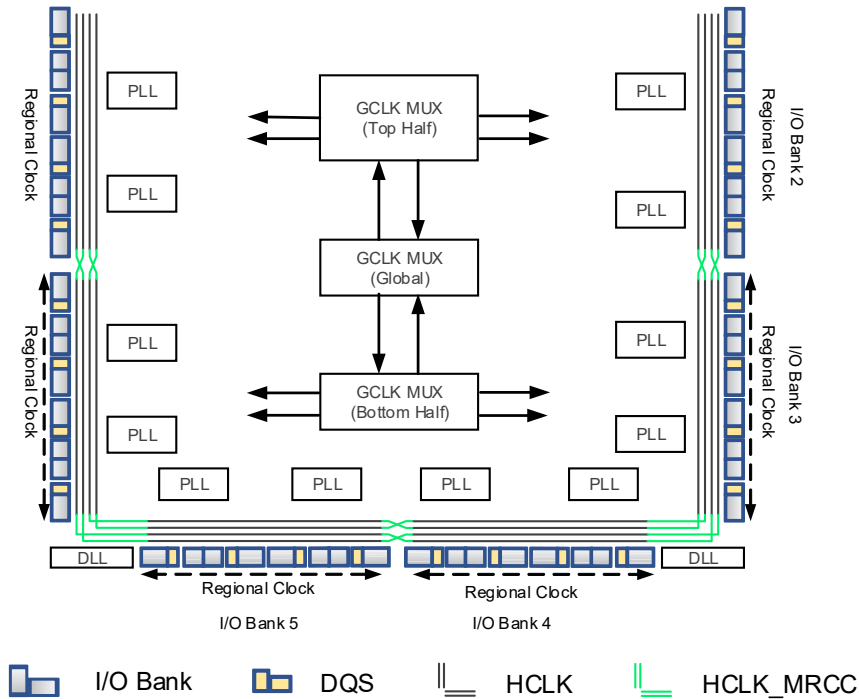 PLL
GCLK MUX
(Top Half)
PLL
Regional Clock
Regional Clock
I/O Bank 2
PLL
PLL
GCLK MUX
(Global)
PLL
PLL
Regional Clock
Regional Clock
I/O Bank 3
GCLK MUX
(Bottom Half)
PLL
PLL
PLL
PLL
PLL
PLL
DLL
DLL
Regional Clock
Regional Clock
I/O Bank 5
I/O Bank 4
I/O Bank
DQS
HCLK
HCLK_MRCC